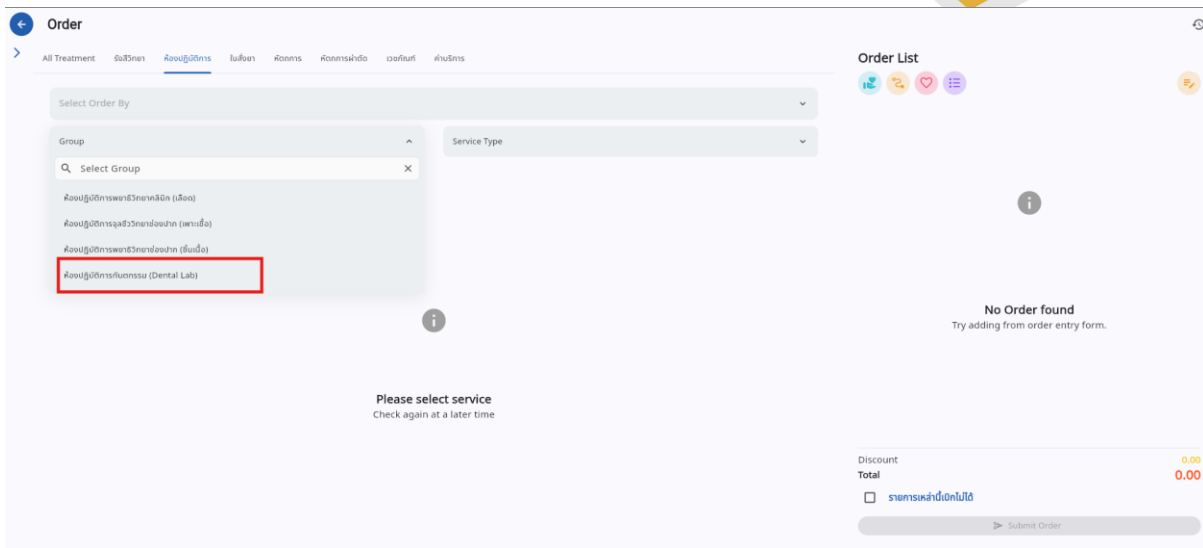 Order
All Treatment รังสีวิทยา ห้องปฏิบัติการ ใบสั่งยา หัตถการ หัตถการผ่าตัด เวชภัณฑ์ ค่าบริการ
Select Order By
Group
Service Type
Select Group
ห้องปฏิบัติการพยาธิวิทยาคลินิก (เลือด)
ห้องปฏิบัติการจุลชีววิทยาช่องปาก (เพาะเชื้อ)
ห้องปฏิบัติการพยาธิวิทยาช่องปาก (ชิ้นเนื้อ)
ห้องปฏิบัติการทันตกรรม (Dental Lab)
Please select service
Check again at a later time
Order List
No Order found
Try adding from order entry form.
Discount 0.00
Total 0.00
รายการเหล่านี้เบิกไม่ได้
Submit Order